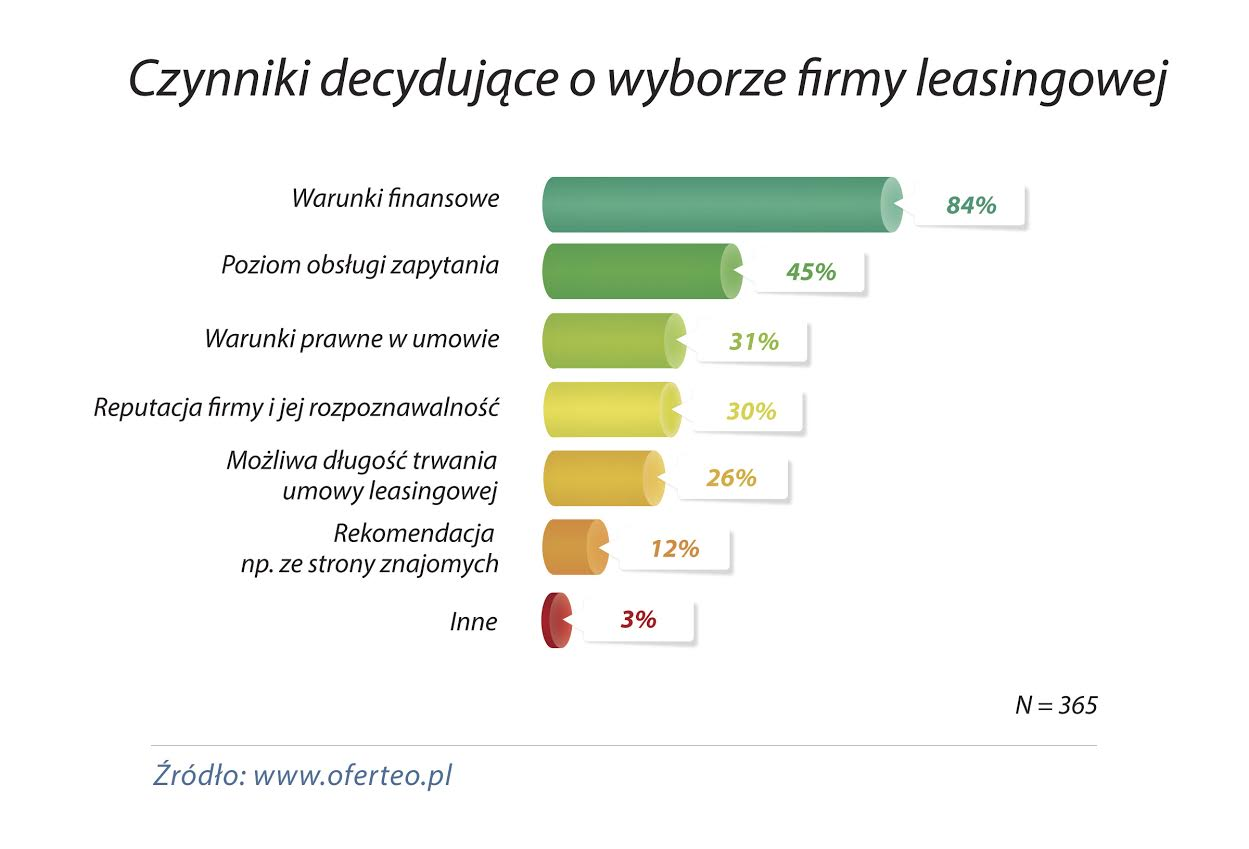 Czynniki decydujące o wyborze firmy leasingowej
Warunki finansowe
84%
Poziom obsługi zapytania
45%
Warunki prawne w umowie
31%
Reputacja firmy i jej rozpoznawalność
30%
Możliwa długość trwania
umowy leasingowej
26%
Rekomendacja
np. ze strony znajomych
12%
Inne
3%
N = 365
Źródło: www.oferteo.pl